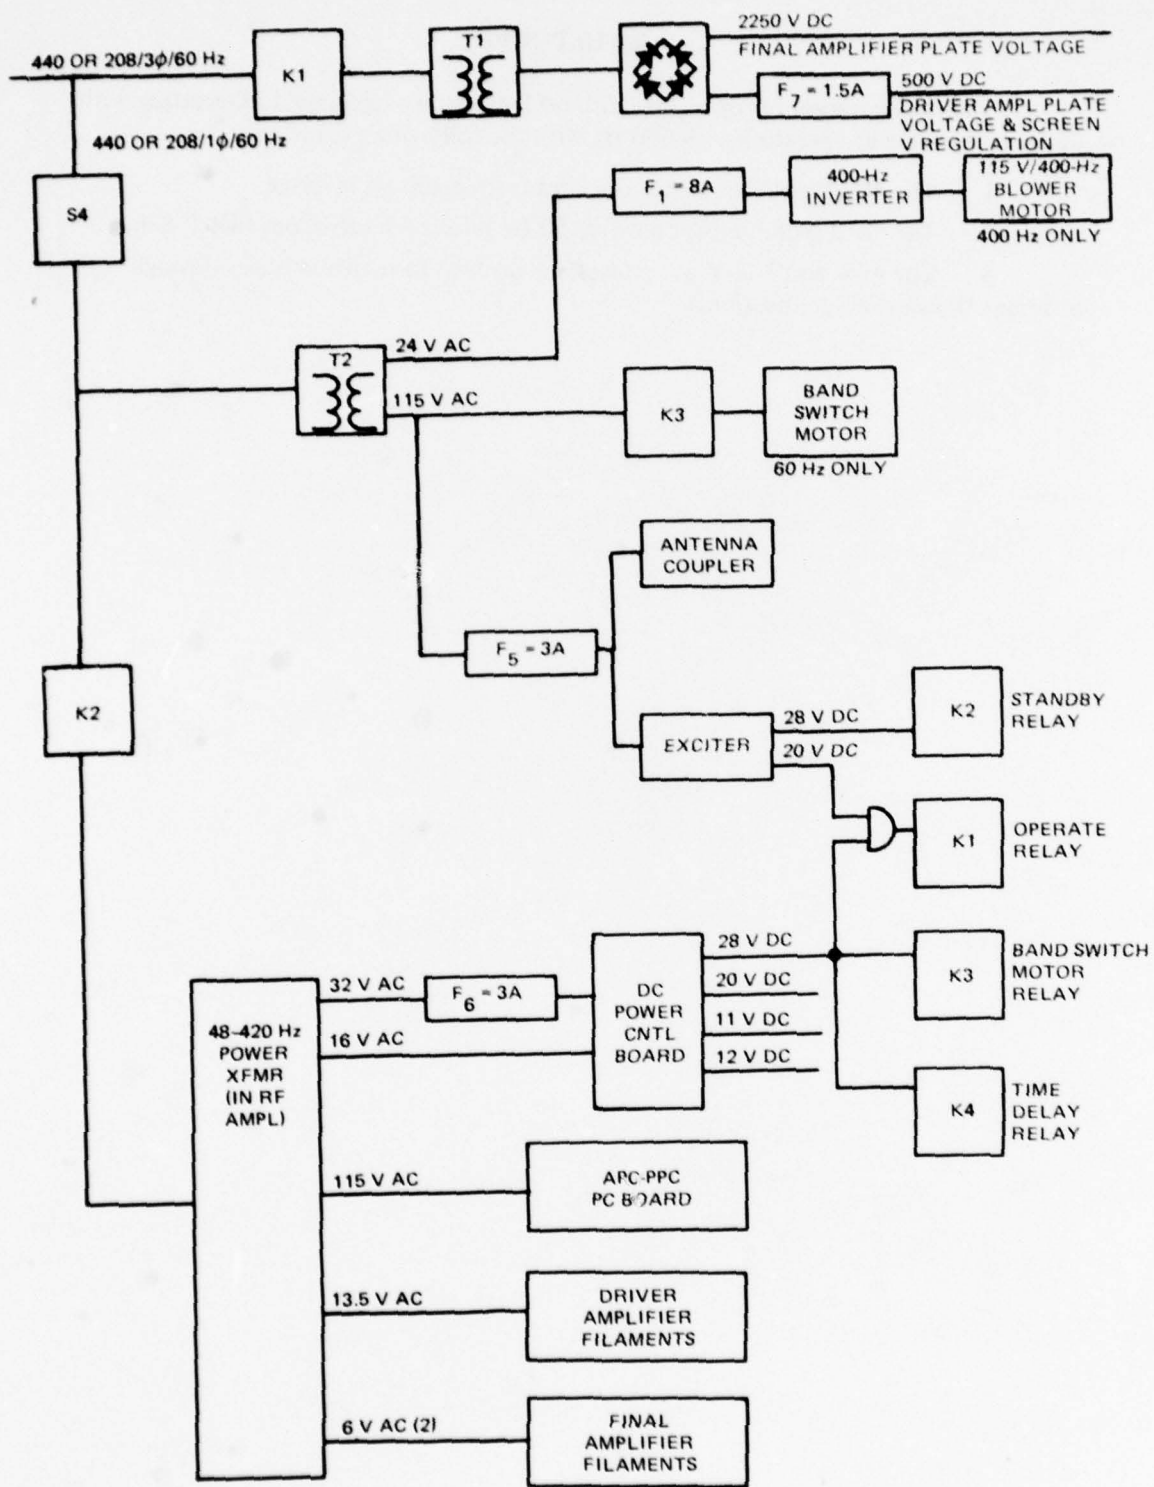 440 OR 208/3ϕ/60 Hz
K1
T1
2250 V DC
FINAL AMPLIFIER PLATE VOLTAGE
F7 = 1.5A
500 V DC
DRIVER AMPL PLATE
VOLTAGE & SCREEN
V REGULATION
440 OR 208/1ϕ/60 Hz
S4
F1 = 8A
400-Hz
INVERTER
115 V/400-Hz
BLOWER
MOTOR
400 Hz ONLY
T2
24 V AC
115 V AC
K3
BAND
SWITCH
MOTOR
60 Hz ONLY
ANTENNA
COUPLER
F5 = 3A
K2
EXCITER
28 V DC
20 V DC
K2
STANDBY
RELAY
K1
OPERATE
RELAY
48-420 Hz
POWER
XFMR
(IN RF
AMPL)
32 V AC
F6 = 3A
16 V AC
DC
POWER
CNTL
BOARD
28 V DC
20 V DC
11 V DC
12 V DC
K3
BAND SWITCH
MOTOR
RELAY
K4
TIME
DELAY
RELAY
115 V AC
APC-PPC
PC BOARD
13.5 V AC
DRIVER
AMPLIFIER
FILAMENTS
6 V AC (2)
FINAL
AMPLIFIER
FILAMENTS